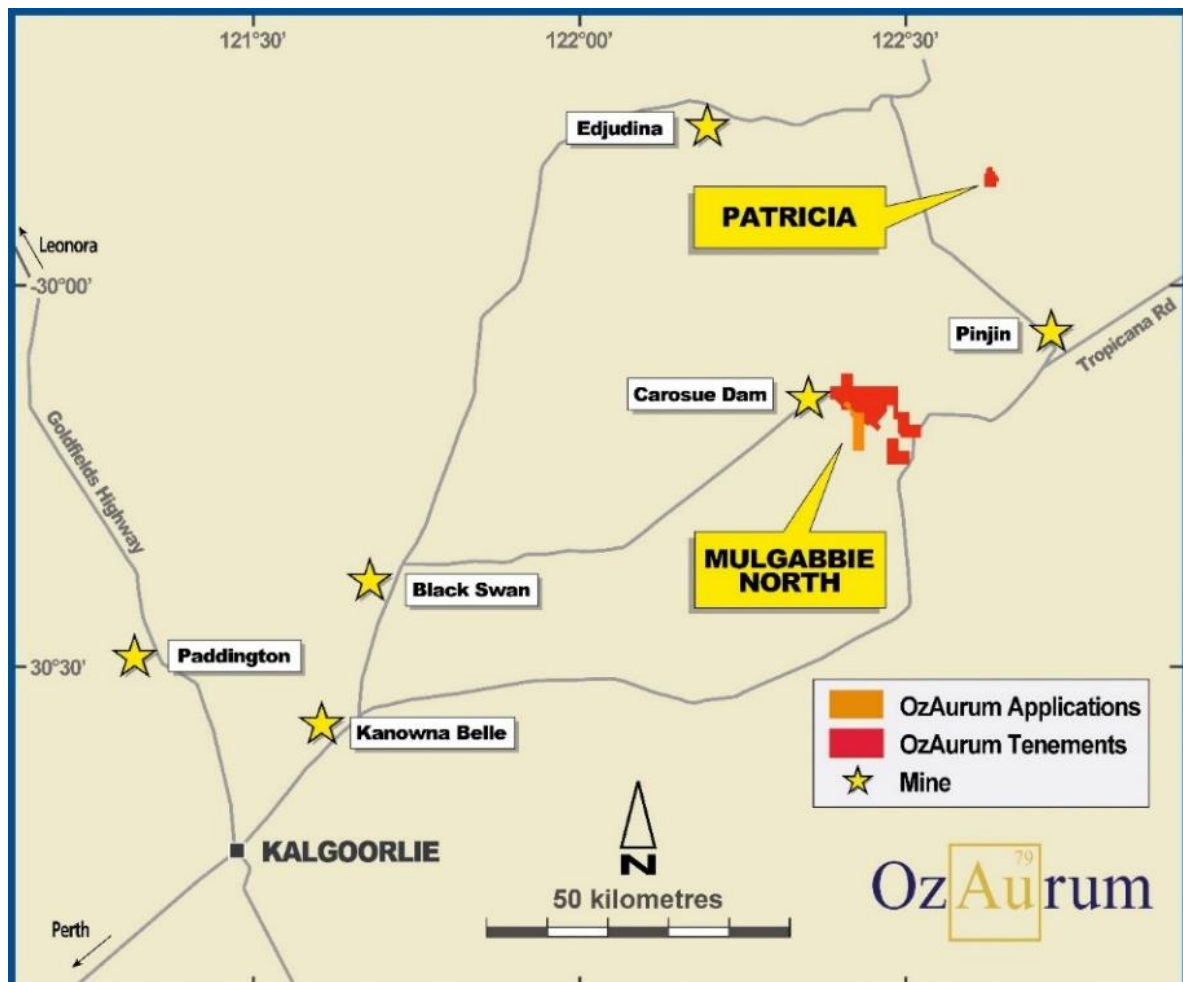 121°30'
122°00'
122°30'
Edjudina
PATRICIA
Leonora
-30°00'
Pinjin
Tropicana Rd
Carosue Dam
Goldfields Highway
MULGABBIE
NORTH
Black Swan
Paddington
30°30'
Kanowna Belle
OzAurum Applications
OzAurum Tenements
Mine
KALGOORLIE
N
50 kilometres
79
OzAurum
Perth